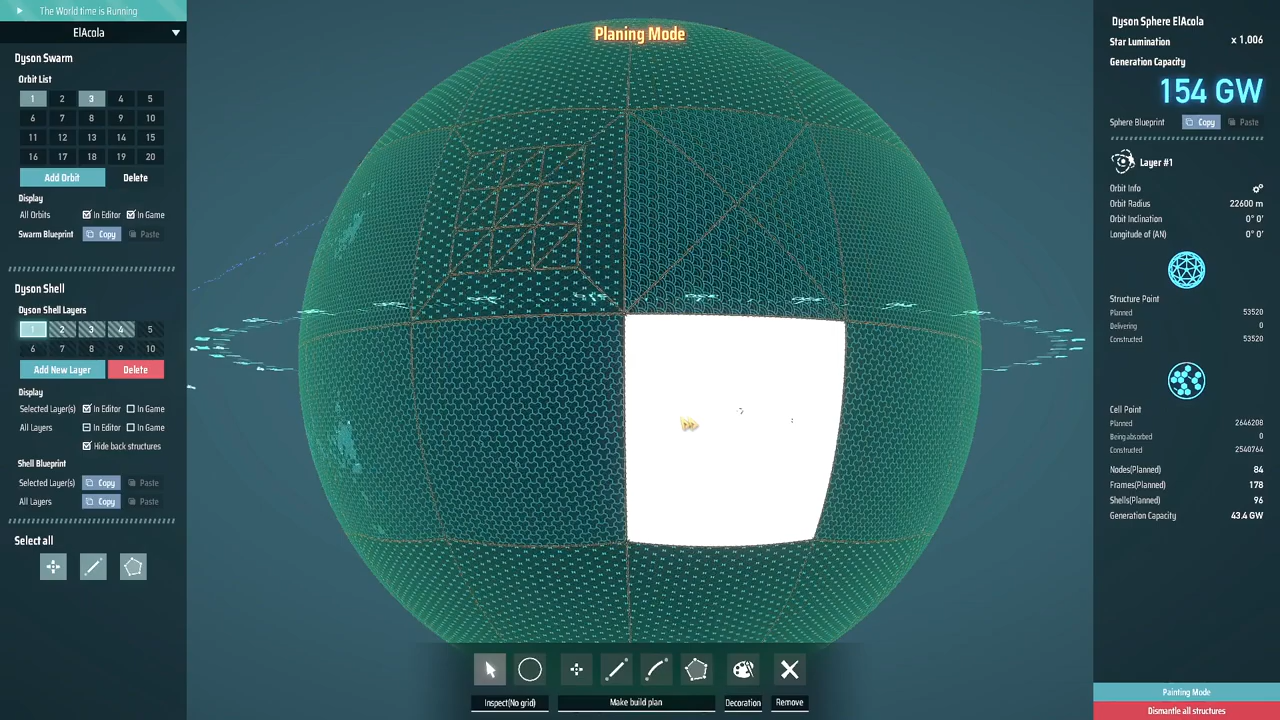 The World time is Running
ElAcola
Dyson Swarm
Orbit List
1 2 3 4 5
6 7 8 9 10
11 12 13 14 15
16 17 18 19 20
Add Orbit Delete
Display
All Orbits In Editor In Game
Swarm Blueprint Copy Paste
Dyson Shell
Dyson Shell Layers
1 2 3 4 5
6 7 8 9 10
Add New Layer Delete
Display
Selected Layer(s) In Editor In Game
All Layers In Editor In Game
Hide back structures
Shell Blueprint
Selected Layer(s) Copy Paste
All Layers Copy Paste
Select all
Planing Mode
Inspect(No grid) Make build plan Decoration Remove
Dyson Sphere ElAcola
Star Lumination x 1,006
Generation Capacity
154 GW
Sphere Blueprint Copy Paste
Layer #1
Orbit Info
Orbit Radius 22600 m
Orbit Inclination 0° 0'
Longitude of (AN) 0° 0'
Structure Point
Planned 53520
Delivering 0
Constructed 53520
Cell Point
Planned 2646208
Being absorbed 0
Constructed 2540764
Nodes(Planned) 84
Frames(Planned) 178
Shells(Planned) 96
Generation Capacity 43.4 GW
Painting Mode
Dismantle all structures